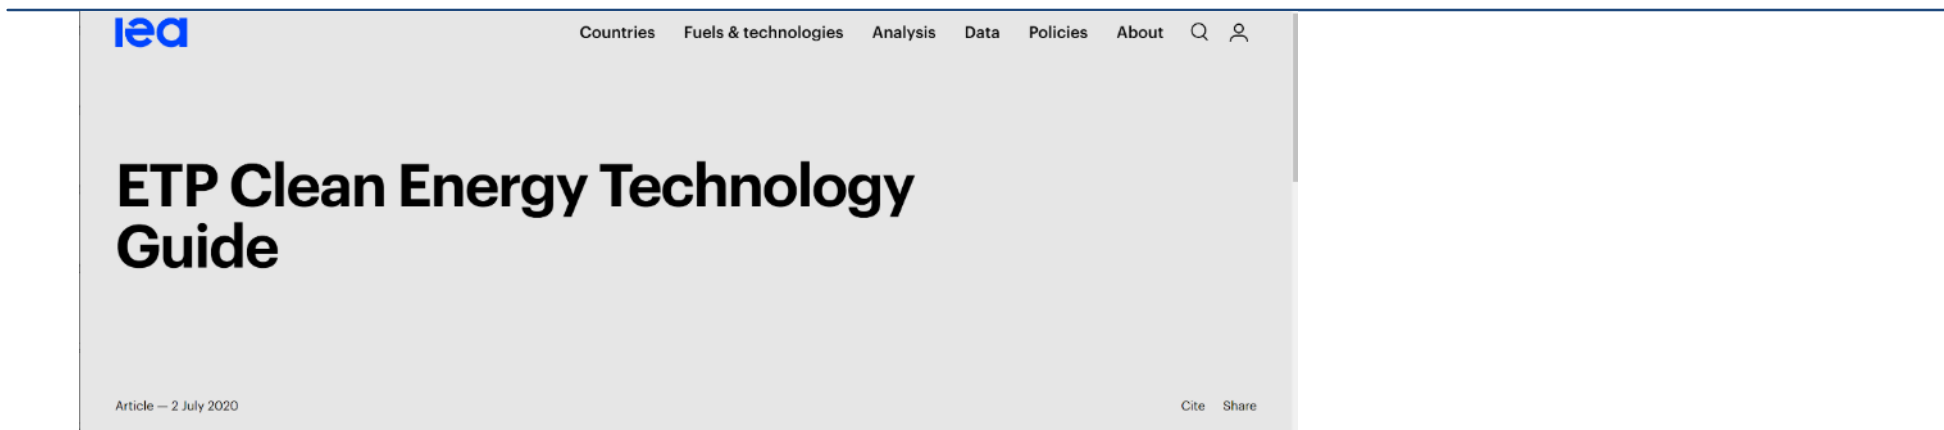 iea
Countries Fuels & technologies Analysis Data Policies About
ETP Clean Energy Technology
Guide
Article — 2 July 2020 Cite Share